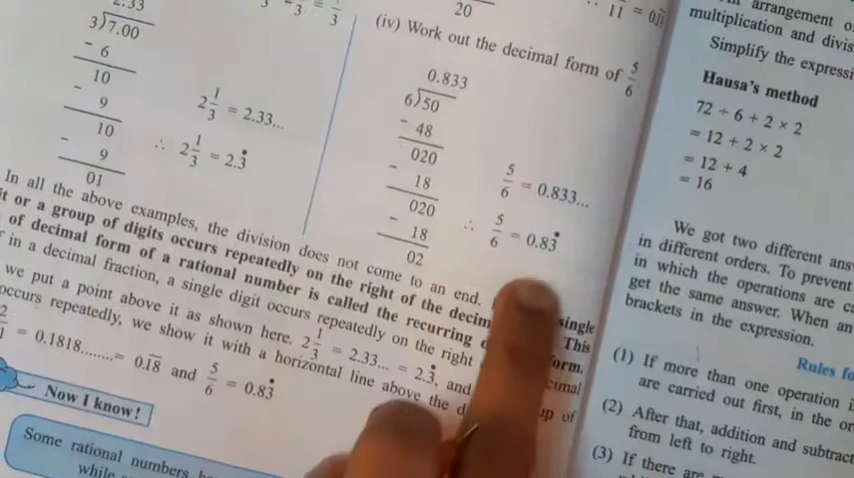 2.33
3)7.00
- 6
10
- 9
10
- 9
01
2 1/3 = 2.33...
∴ 2 1/3 = 2.3̇
20
(iv) Work out the decimal form of 5/6.
0.833
6)50
- 48
020
- 18
020
- 18
02
5/6 = 0.833...
∴ 5/6 = 0.83̇
In all the above examples, the division does not come to an end.
it or a group of digits occurs repeatedly on the right of the decim single
of decimal form of a rational number is called the recurring This
in a decimal fraction, a single digit occurs repeatedly on the right form.
we put a point above it as shown here. 2 1/3 = 2.33... = 2.3̇, and
occurs repeatedly, we show it with a horizontal line above the up of
= 0.1818........= 0.1̅8̅ and 5/6 = 0.83̇
Now I know!
Some rational numbers
while
arrangement
multiplication and divis
Simplify the expressi
Hausa's method
72 ÷ 6 + 2 × 2
= 12 + 2 × 2
= 12 + 4
= 16
We got two different ans
in different orders. To prevent
in which the operations are c
get the same answer. When an
brackets in the expression.
Rules fo
(1) If more than one operation i
are carried out first, in the or
(2) After that, addition and subtract
from left to right.
(3) If there are